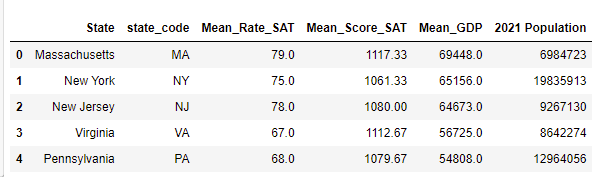 State state_code Mean_Rate_SAT Mean_Score_SAT Mean_GDP 2021 Population
0 Massachusetts MA 79.0 1117.33 69448.0 6984723
1 New York NY 75.0 1061.33 65156.0 19835913
2 New Jersey NJ 78.0 1080.00 64673.0 9267130
3 Virginia VA 67.0 1112.67 56725.0 8642274
4 Pennsylvania PA 68.0 1079.67 54808.0 12964056